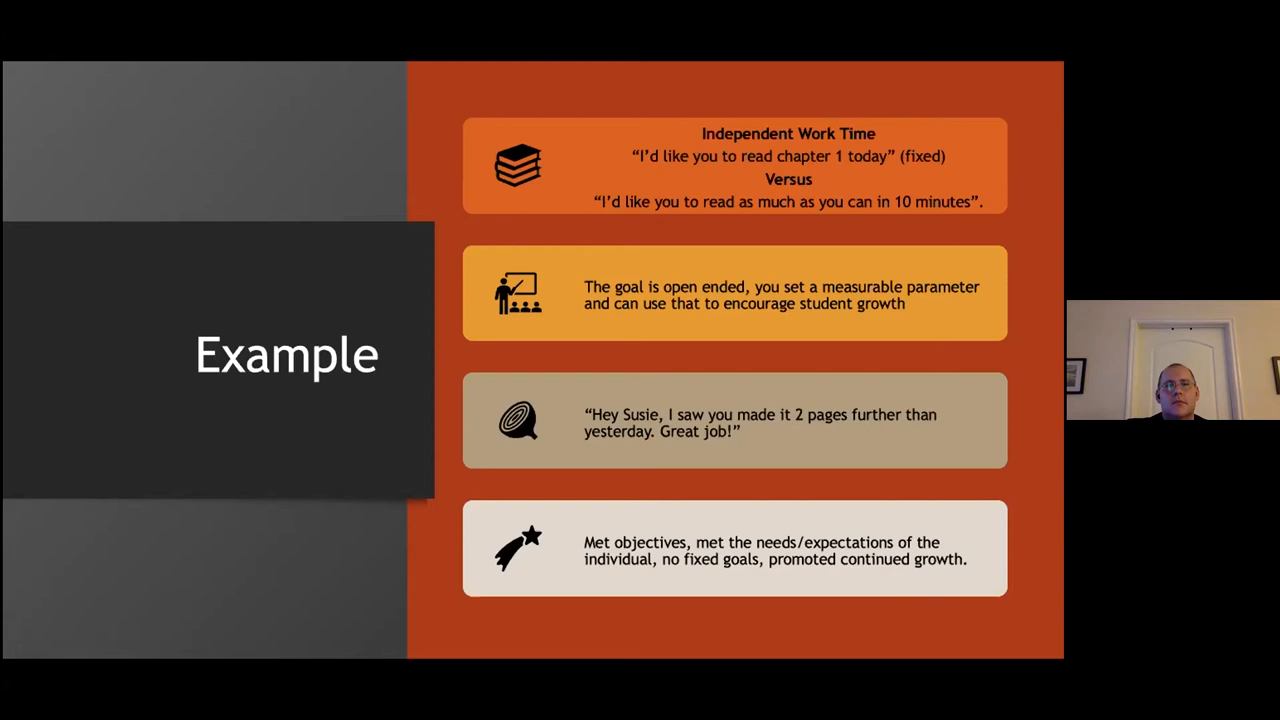 Example
Independent Work Time
“I’d like you to read chapter 1 today” (fixed)
Versus
“I’d like you to read as much as you can in 10 minutes”.
The goal is open ended, you set a measurable parameter
and can use that to encourage student growth
“Hey Susie, I saw you made it 2 pages further than
yesterday. Great job!”
Met objectives, met the needs/expectations of the
individual, no fixed goals, promoted continued growth.